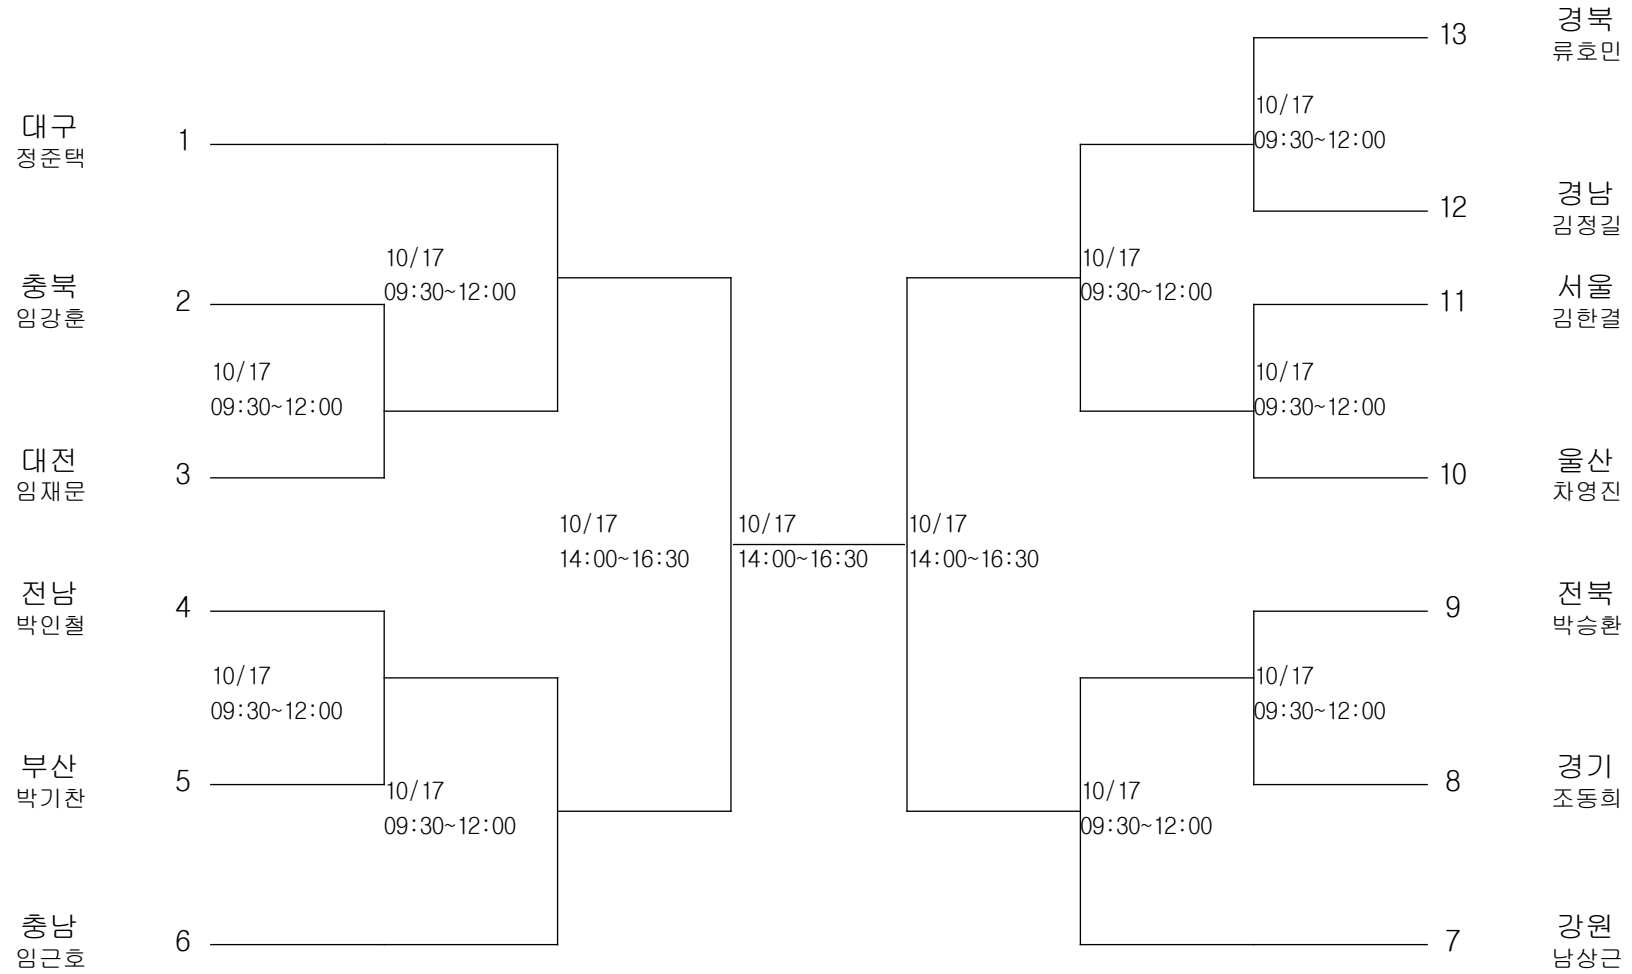 경북
13
류호민
10/17
09:30~12:00
대구
1
정준택
경남
12
김정길
10/17
09:30~12:00
10/17
09:30~12:00
충북
2
임강훈
서울
11
김한결
10/17
09:30~12:00
10/17
09:30~12:00
대전
3
임재문
울산
10
차영진
10/17
14:00~16:30
10/17
14:00~16:30
10/17
14:00~16:30
전남
4
박인철
전북
9
박승환
10/17
09:30~12:00
10/17
09:30~12:00
부산
5
박기찬
경기
8
조동희
10/17
09:30~12:00
10/17
09:30~12:00
충남
6
임근호
강원
7
남상근